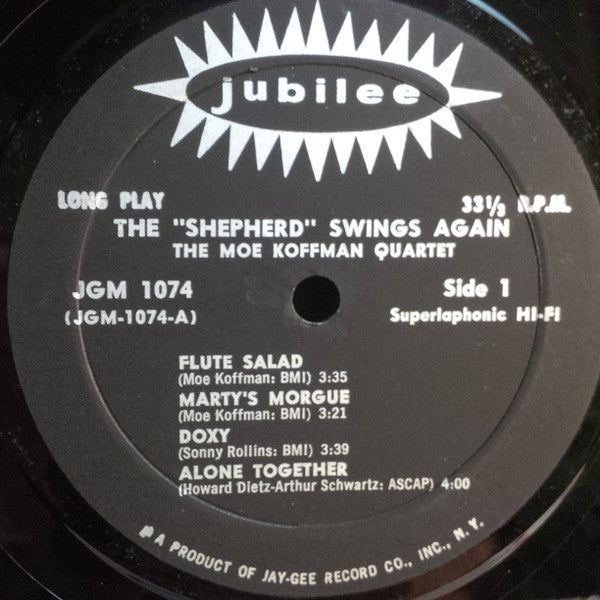 jubilee
LONG PLAY
33⅓ R.P.M.
THE "SHEPHERD" SWINGS AGAIN
THE MOE KOFFMAN QUARTET
JGM 1074
Side 1
(JGM-1074-A)
Superlaphonic HI-FI
FLUTE SALAD
(Moe Koffman: BMI) 3:35
MARTY'S MORGUE
(Moe Koffman: BMI) 3:21
DOXY
(Sonny Rollins: BMI) 3:39
ALONE TOGETHER
(Howard Dietz-Arthur Schwartz: ASCAP) 4:00
A PRODUCT OF JAY-GEE RECORD CO., INC., N. Y.